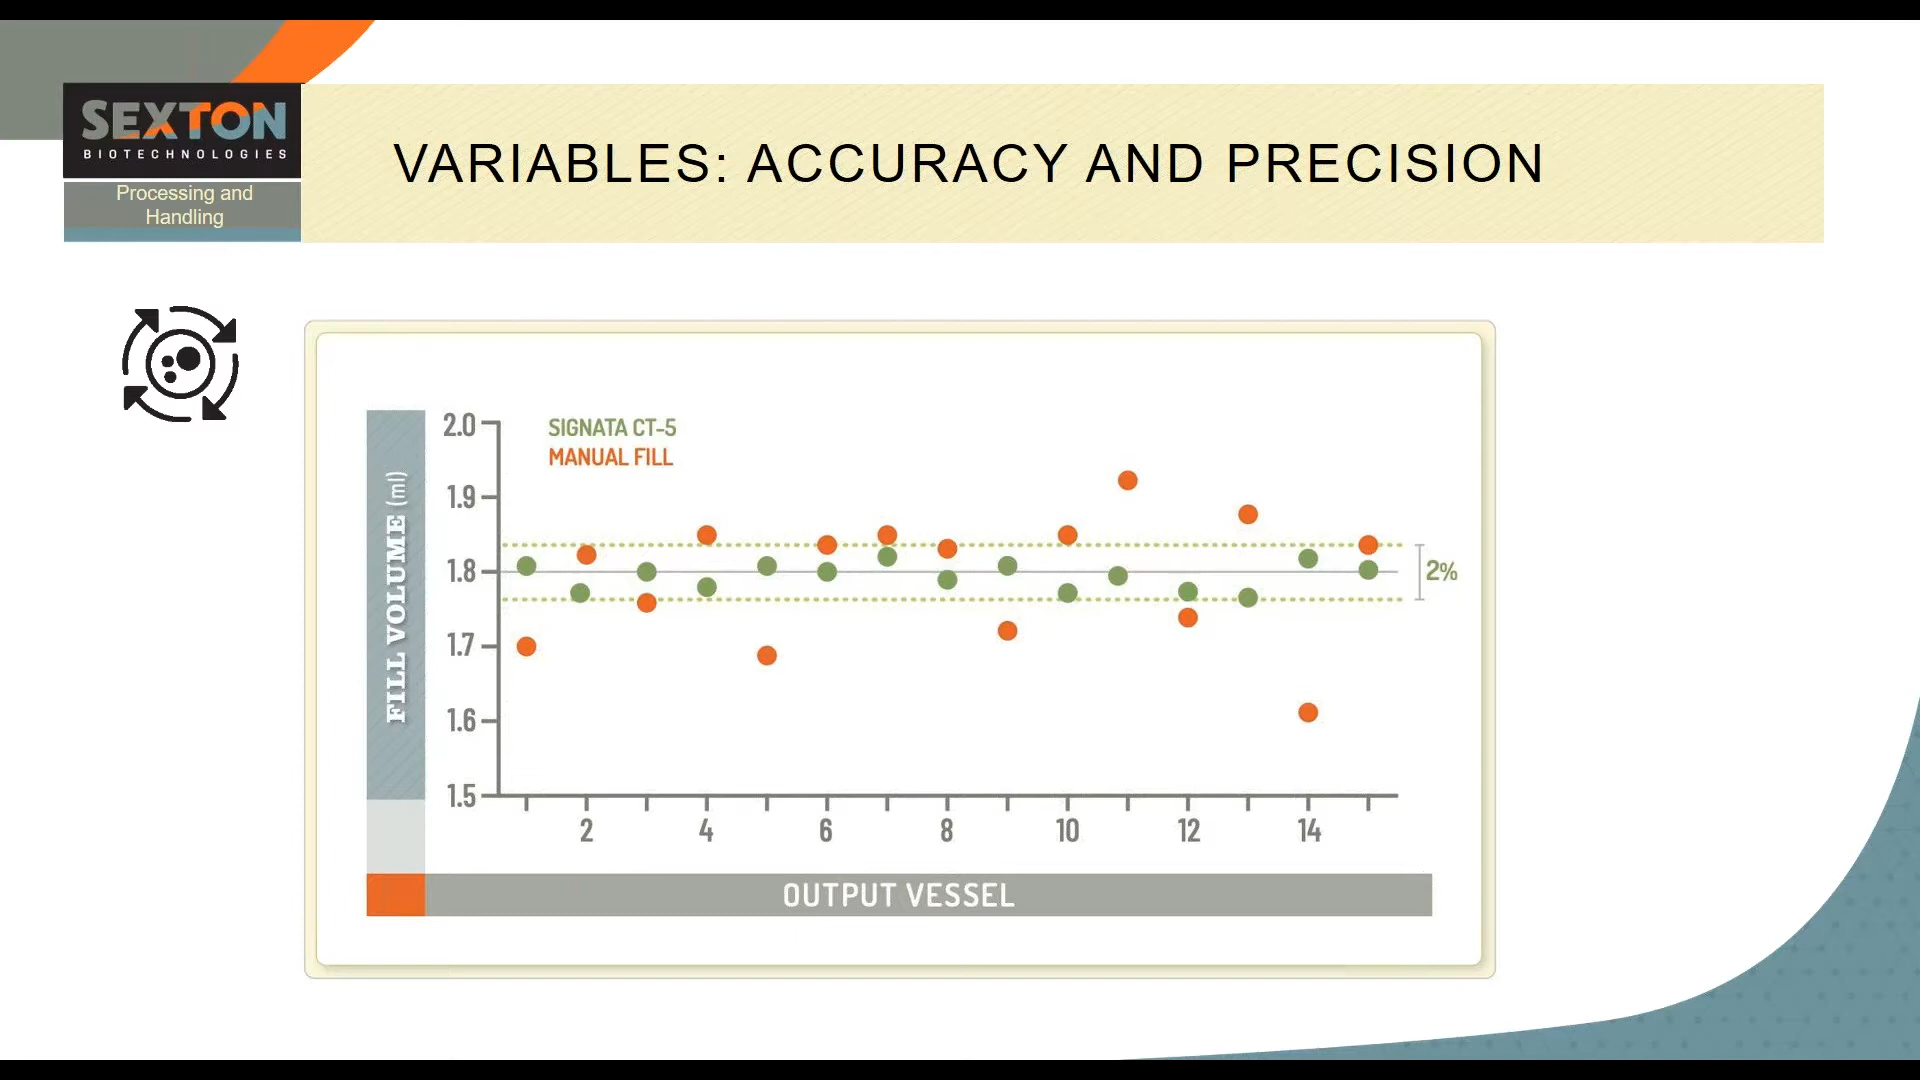 SEXTON
BIOTECHNOLOGIES
Processing and
Handling
VARIABLES: ACCURACY AND PRECISION
SIGNATA CT-5
MANUAL FILL
FILL VOLUME (ml)
2.0
1.9
1.8
1.7
1.6
1.5
2%
2 4 6 8 10 12 14
OUTPUT VESSEL